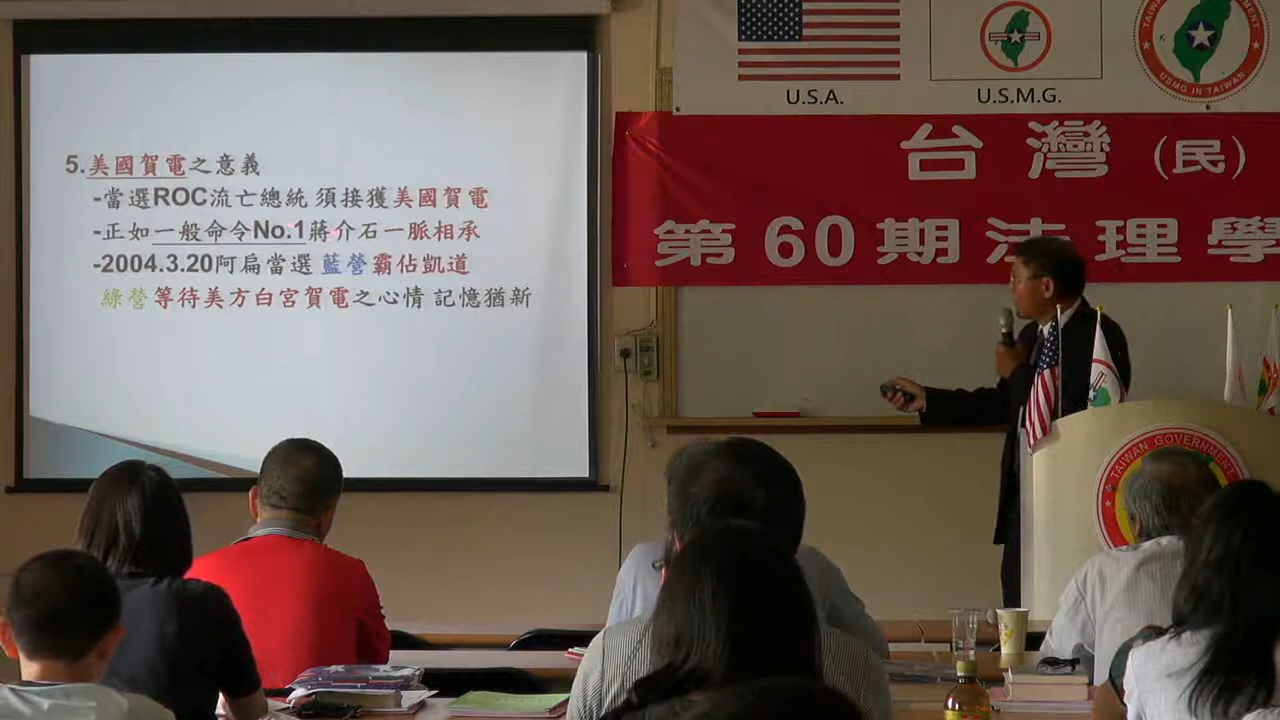 5.美國賀電之意義
-當選ROC流亡總統 須接獲美國賀電
-正如一般命令No.1蔣介石一脈相承
-2004.3.20阿扁當選 藍營霸佔凱道
綠營等待美方白宮賀電之心情 記憶猶新
U.S.A.
U.S.M.G.
USMG IN TAIWAN
台灣(民)
第60期法理學
TAIWAN GOVERNMENT